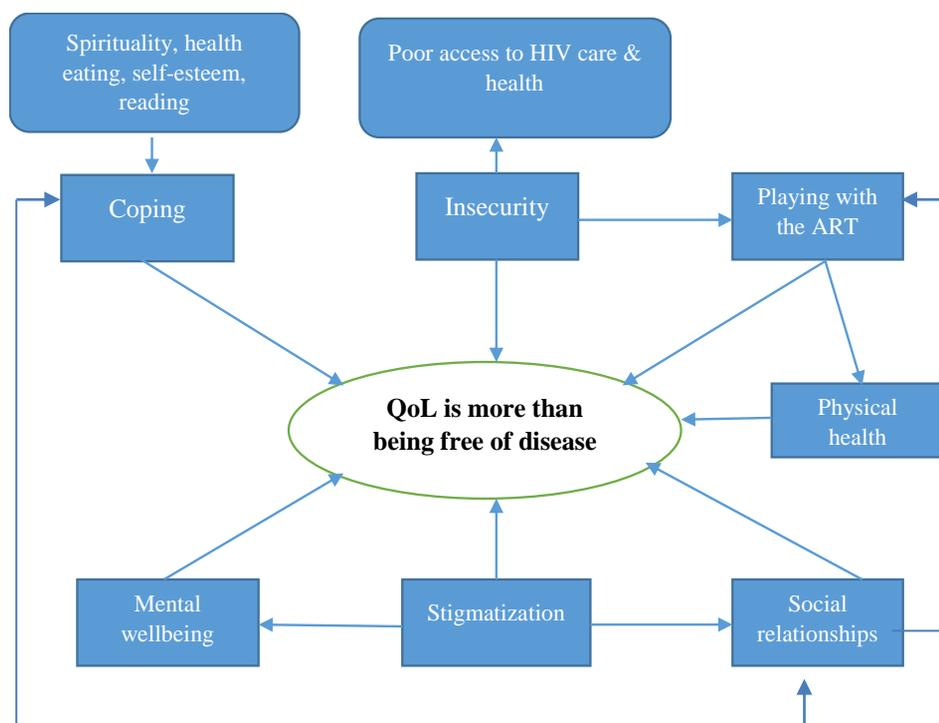 Spirituality, health
eating, self-esteem,
reading
Poor access to HIV care &
health
Coping
Insecurity
Playing with
the ART
QoL is more than
being free of disease
Physical
health
Mental
wellbeing
Stigmatization
Social
relationships